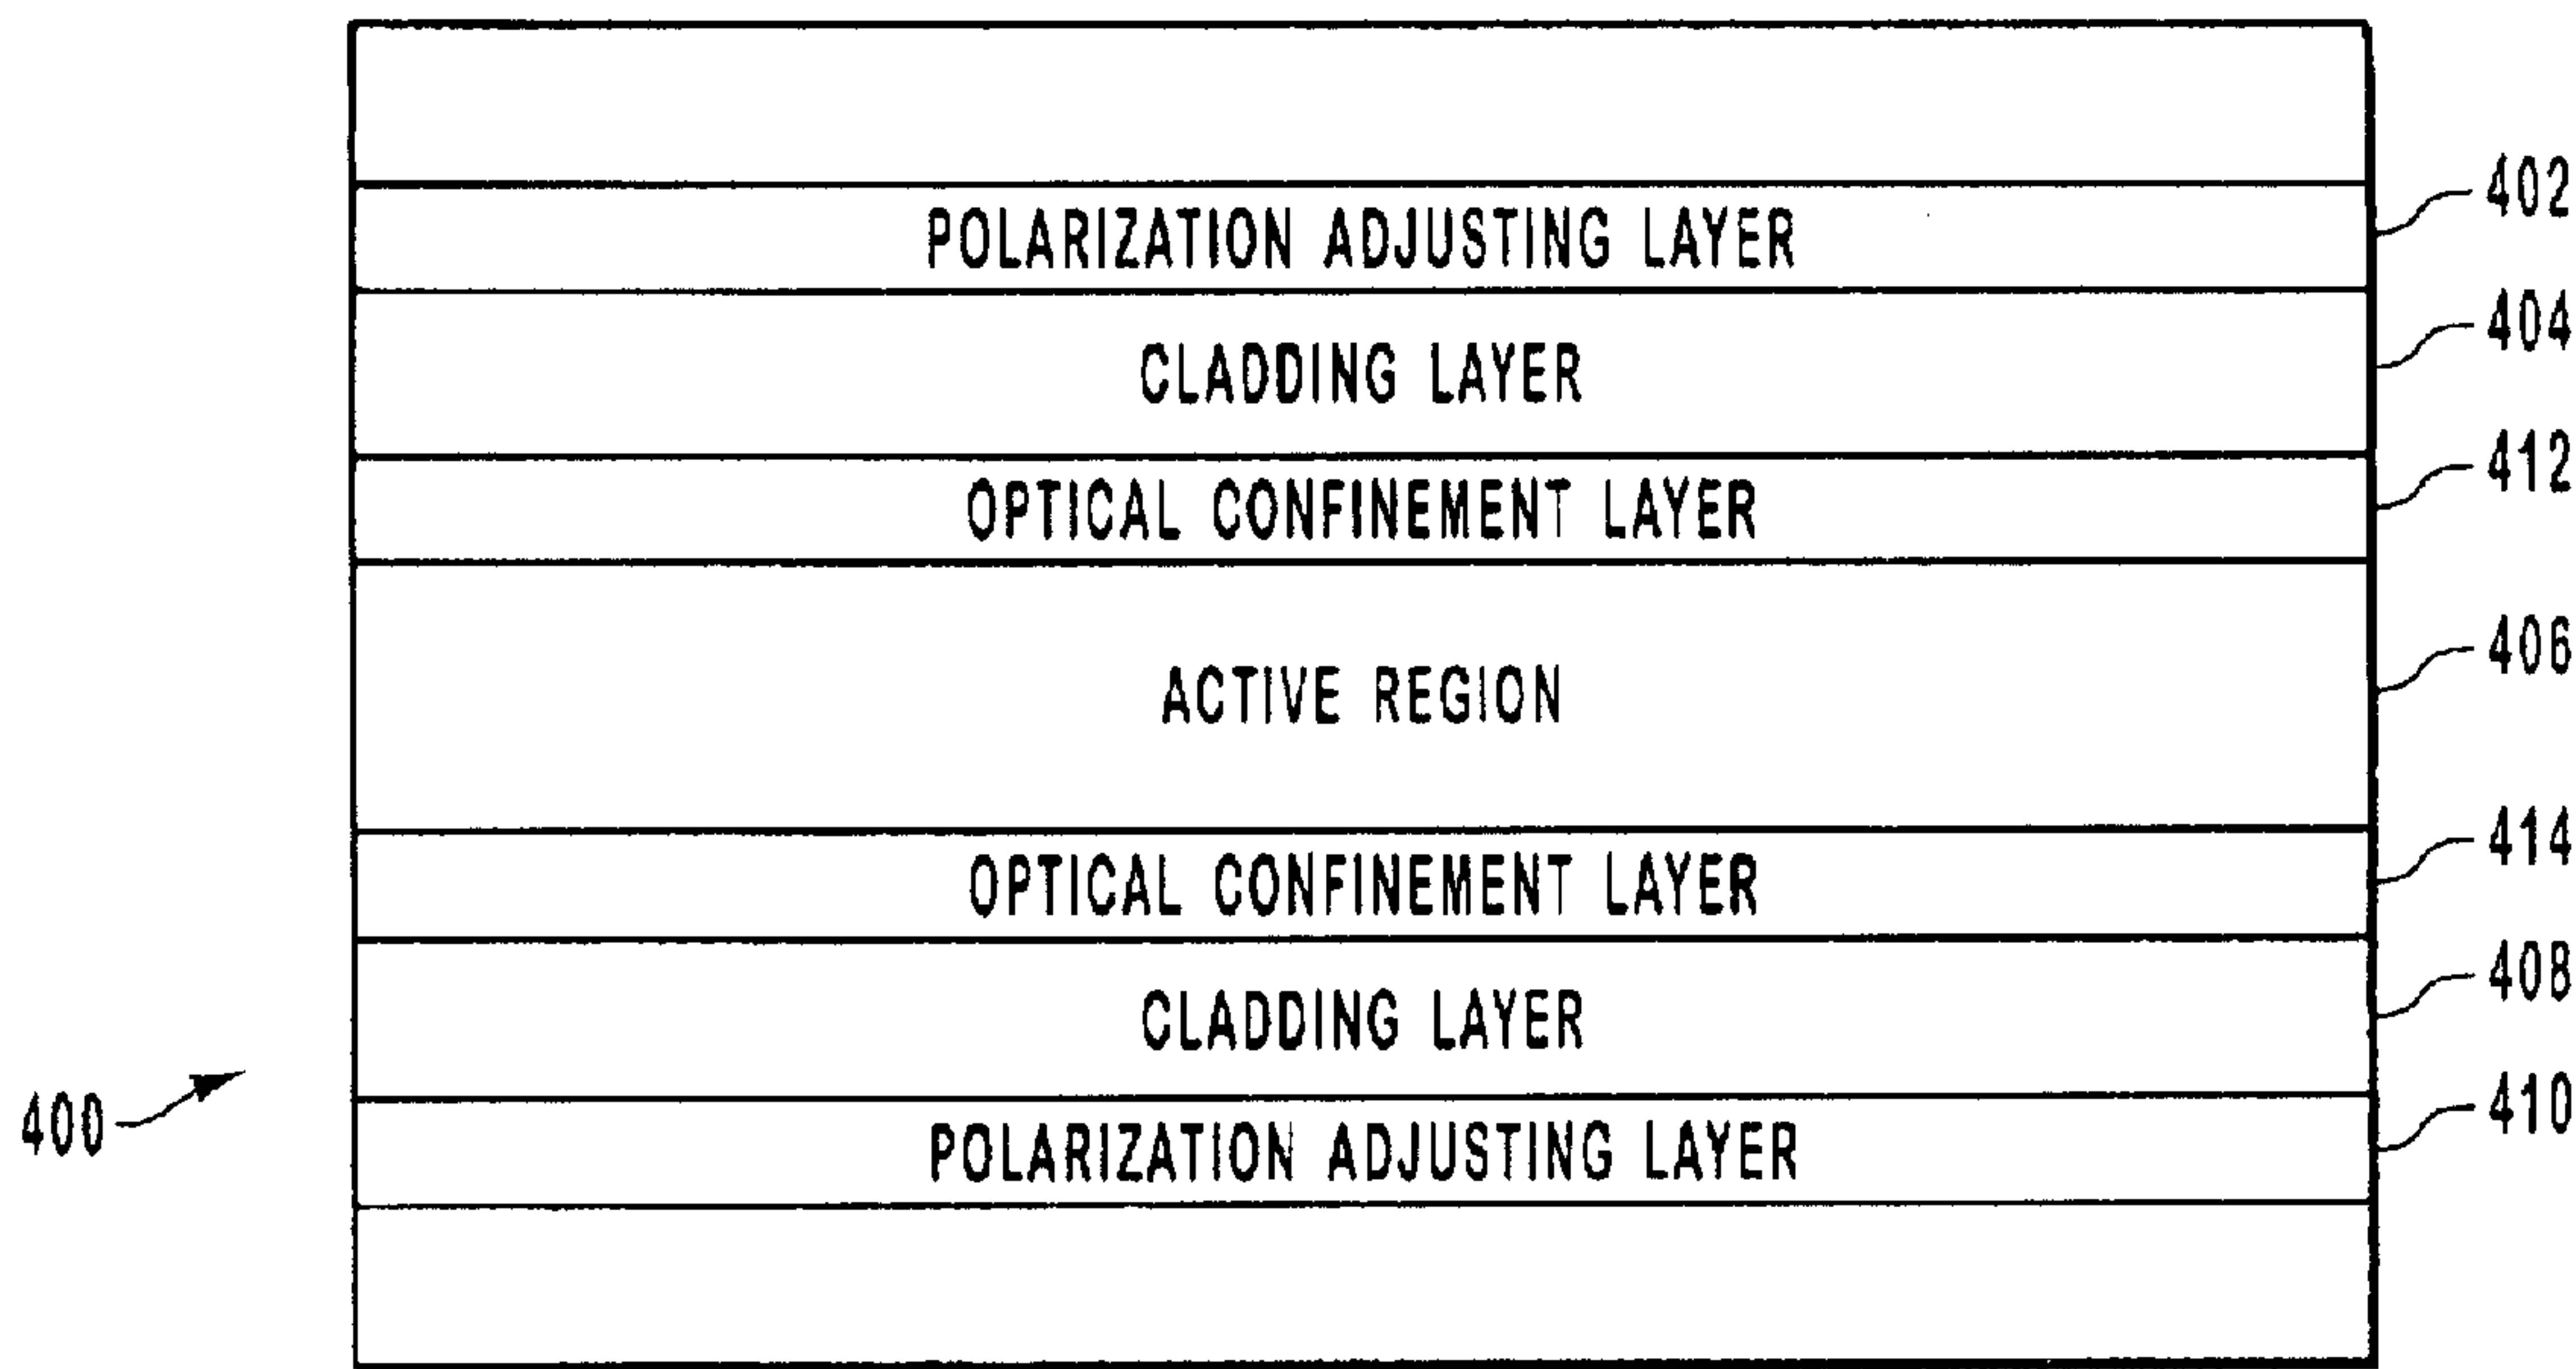 402
POLARIZATION ADJUSTING LAYER
404
CLADDING LAYER
412
OPTICAL CONFINEMENT LAYER
406
ACTIVE REGION
414
OPTICAL CONFINEMENT LAYER
408
CLADDING LAYER
400
410
POLARIZATION ADJUSTING LAYER